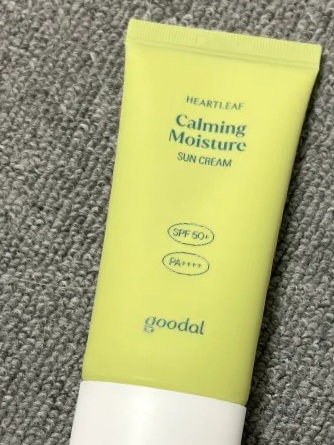 HEARTLEAF
Calming
Moisture
SUN CREAM
SPF 50+
PA++++
goodal